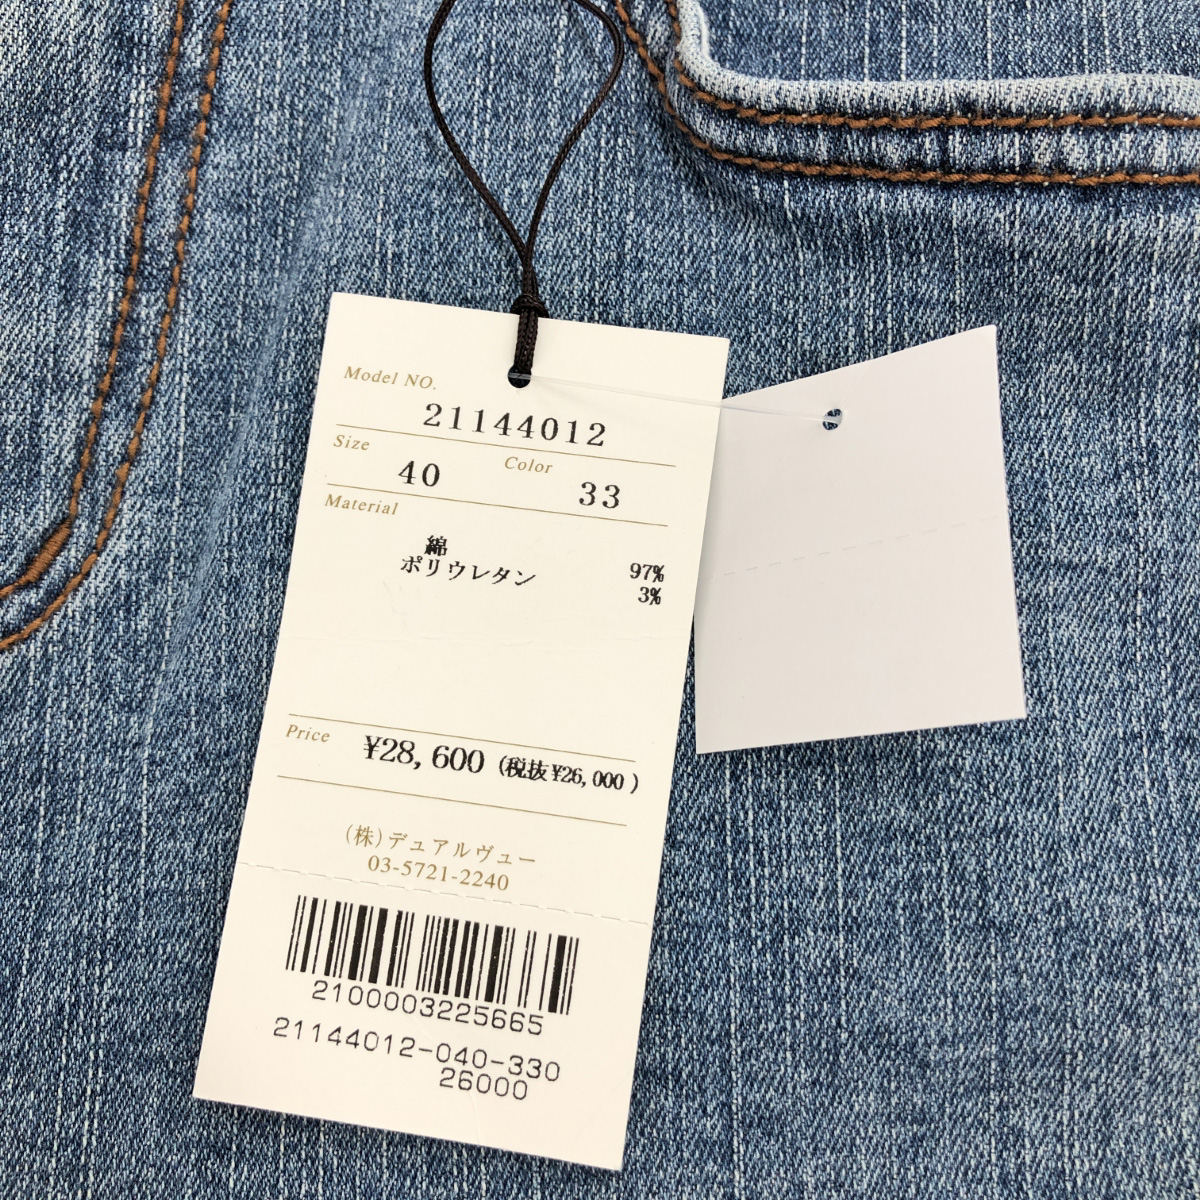 Model NO.
21144012
Size 40 Color 33
Material
綿 97%
ポリウレタン 3%
Price ¥28,600 (税抜¥26,000 )
(株)デュアルヴュー
03-5721-2240
2100003225665
21144012-040-330
26000